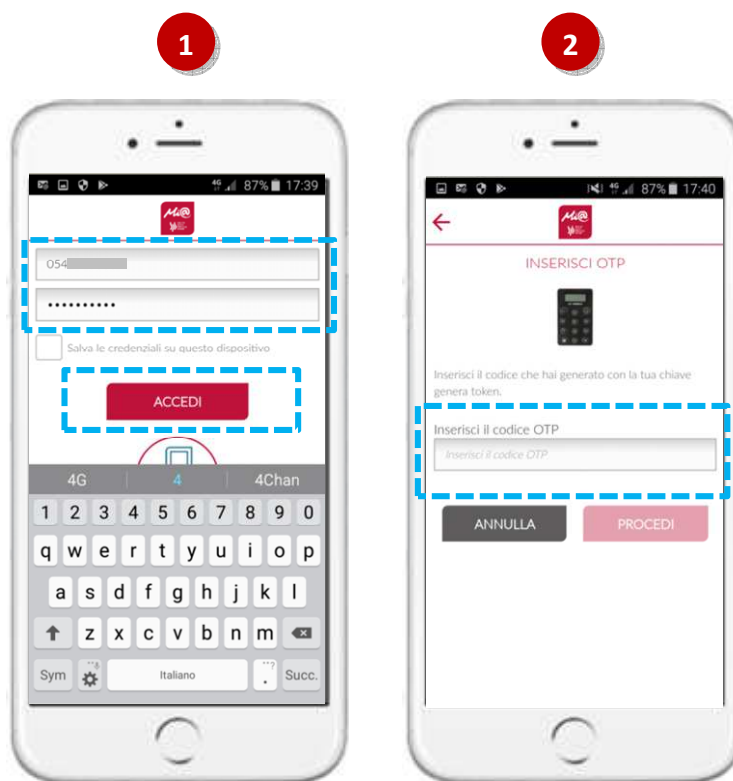 1
2
4G 87% 17:39
Mi@
054
••••••••••
Salva le credenziali su questo dispositivo
ACCEDI
4G 4 4Chan
1 2 3 4 5 6 7 8 9 0
q w e r t y u i o p
a s d f g h j k l
z x c v b n m
Sym Italiano . Succ.
4G 87% 17:40
Mi@
INSERISCI OTP
Inserisci il codice che hai generato con la tua chiave
genera token.
Inserisci il codice OTP
Inserisci il codice OTP
ANNULLA PROCEDI